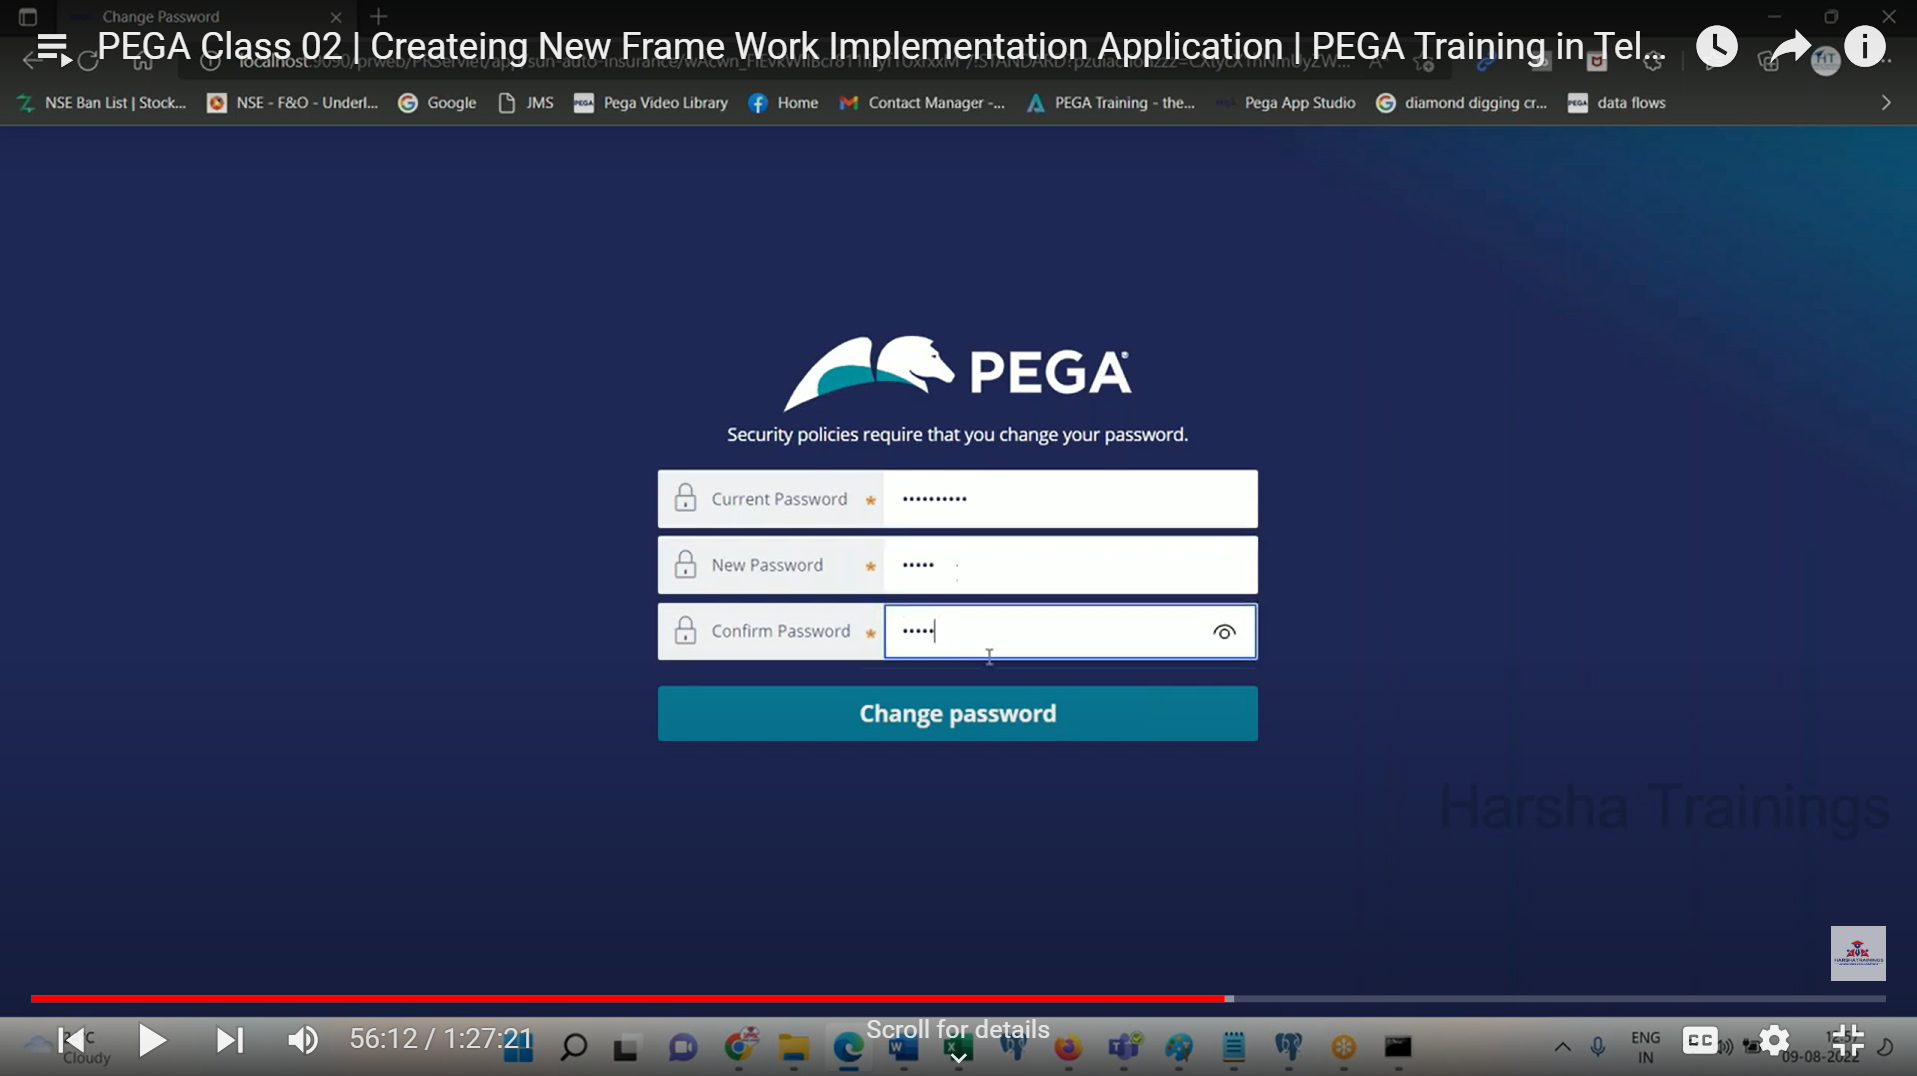 Change Password
PEGA Class 02 | Createing New Frame Work Implementation Application | PEGA Training in Tel...
NSE Ban List | Stock... NSE - F&O - Underl... Google JMS Pega Video Library Home Contact Manager -... PEGA Training - the... Pega App Studio diamond digging cr... data flows
PEGA
Security policies require that you change your password.
Current Password * ••••••••••
New Password * •••••
Confirm Password * •••••
Change password
Harsha Trainings
HARSHA TRAININGS
56:12 / 1:27:21
Scroll for details
Cloudy
ENG
IN
CC
09-08-2022